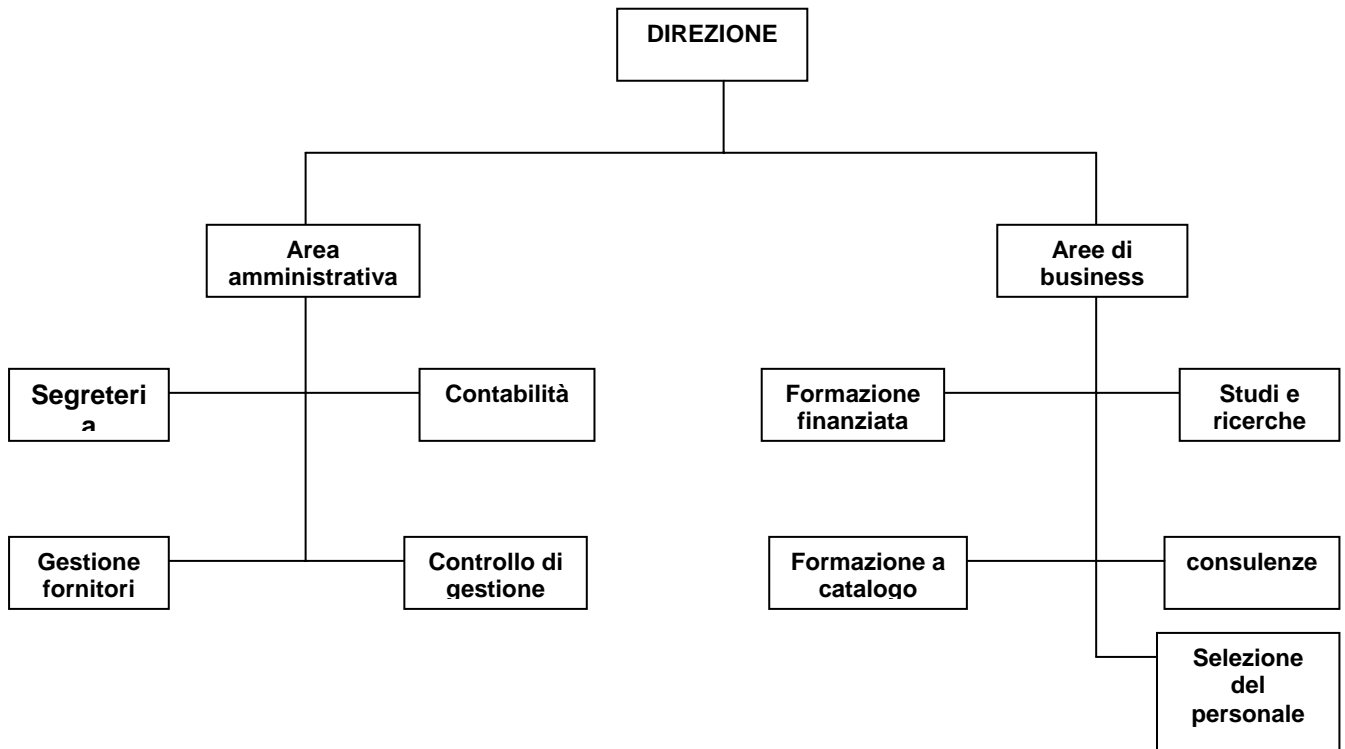 DIREZIONE
Area
amministrativa
Aree di
business
Segreteri
a
Contabilità
Formazione
finanziata
Studi e
ricerche
Gestione
fornitori
Controllo di
gestione
Formazione a
catalogo
consulenze
Selezione
del
personale